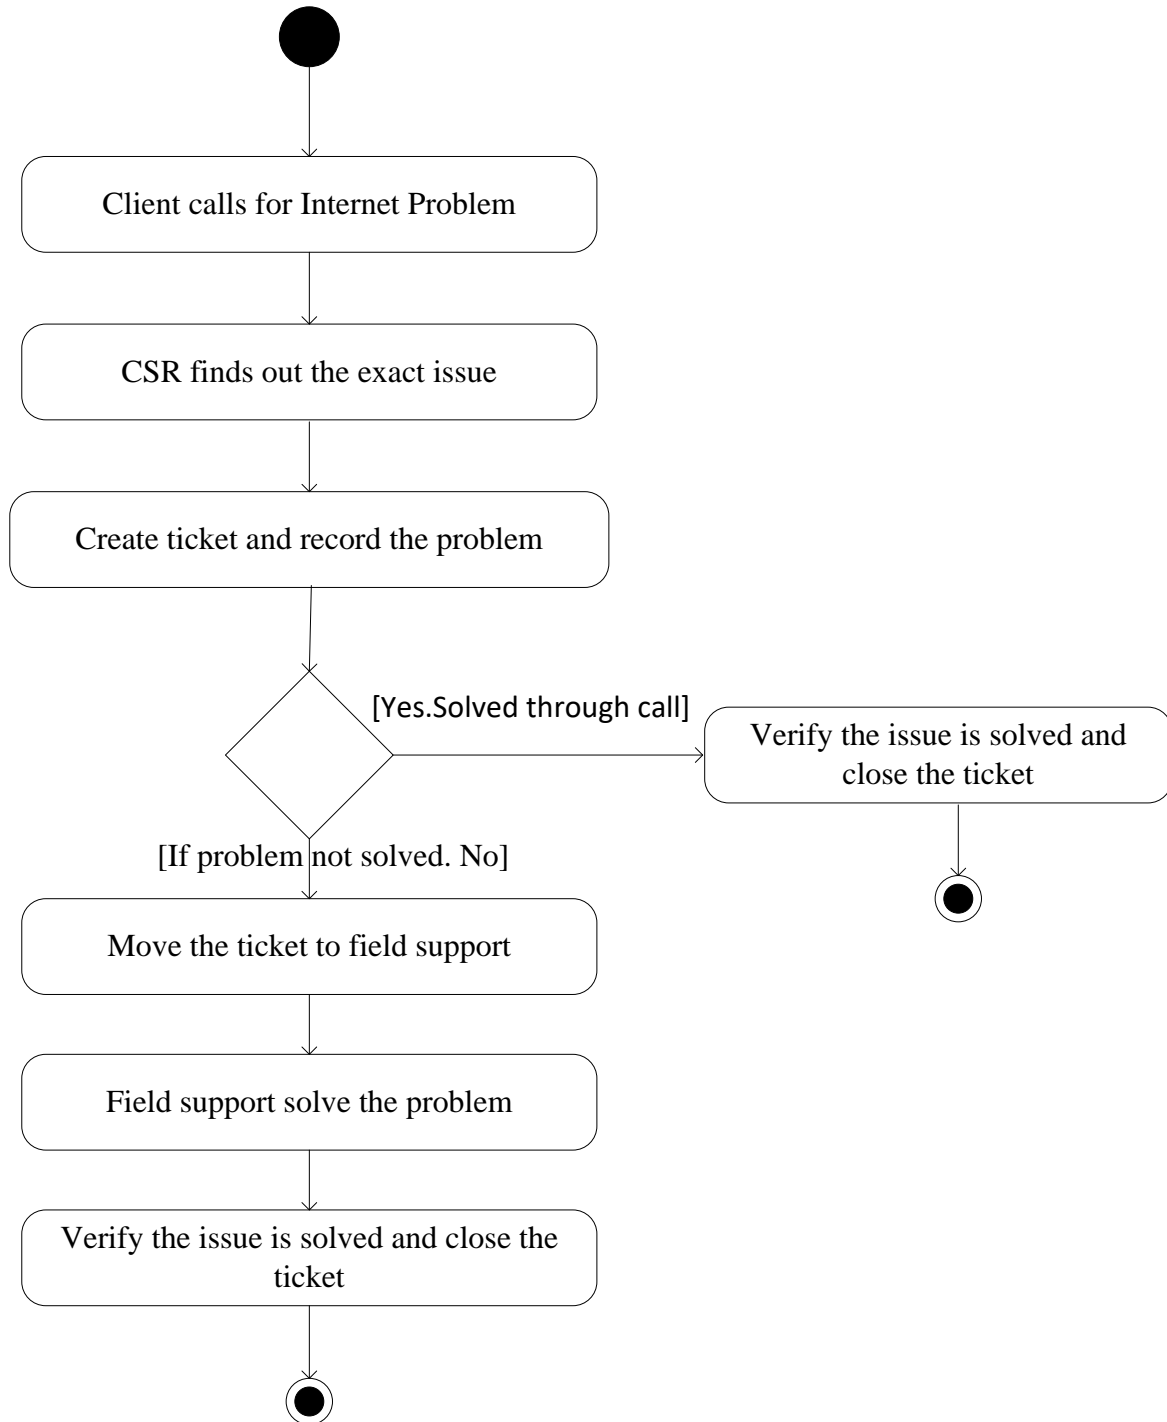 Client calls for Internet Problem
CSR finds out the exact issue
Create ticket and record the problem
[Yes.Solved through call]
Verify the issue is solved and
close the ticket
[If problem not solved. No]
Move the ticket to field support
Field support solve the problem
Verify the issue is solved and close the
ticket